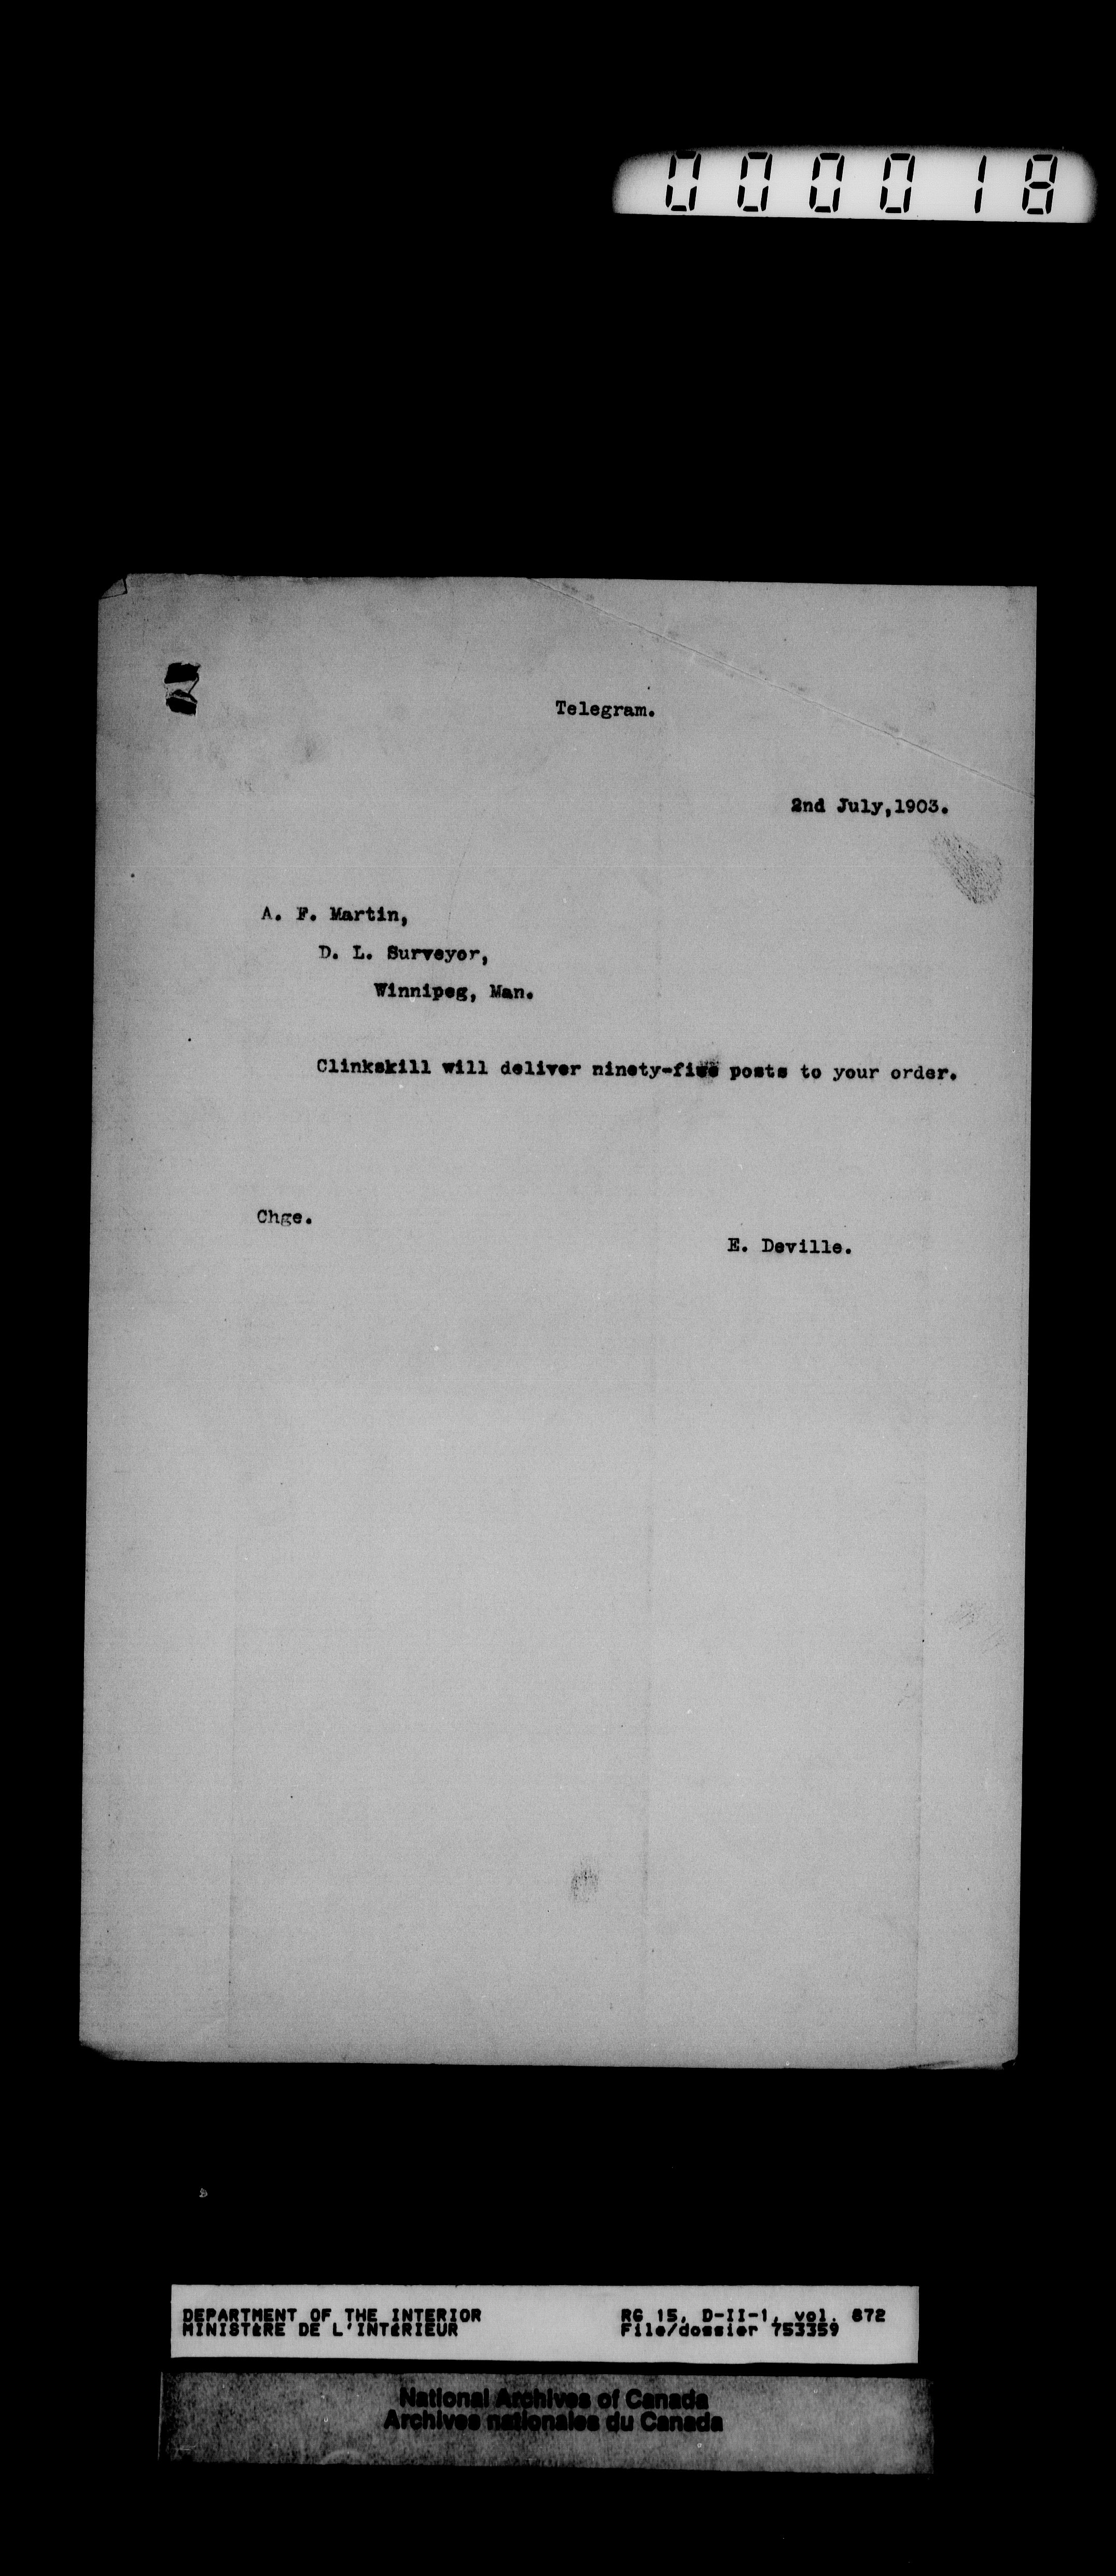 000018
Telegram.
2nd July,1903.
A. F. Martin,
D. L. Surveyor,
Winnipeg, Man.
Clinkskill will deliver ninety-five posts to your order.
Chge.
E. Deville.
DEPARTMENT OF THE INTERIOR
MINISTÈRE DE L'INTÉRIEUR
RG 15, D-II-1, vol. 872
File/dossier 753359
National Archives of Canada
Archives nationales du Canada